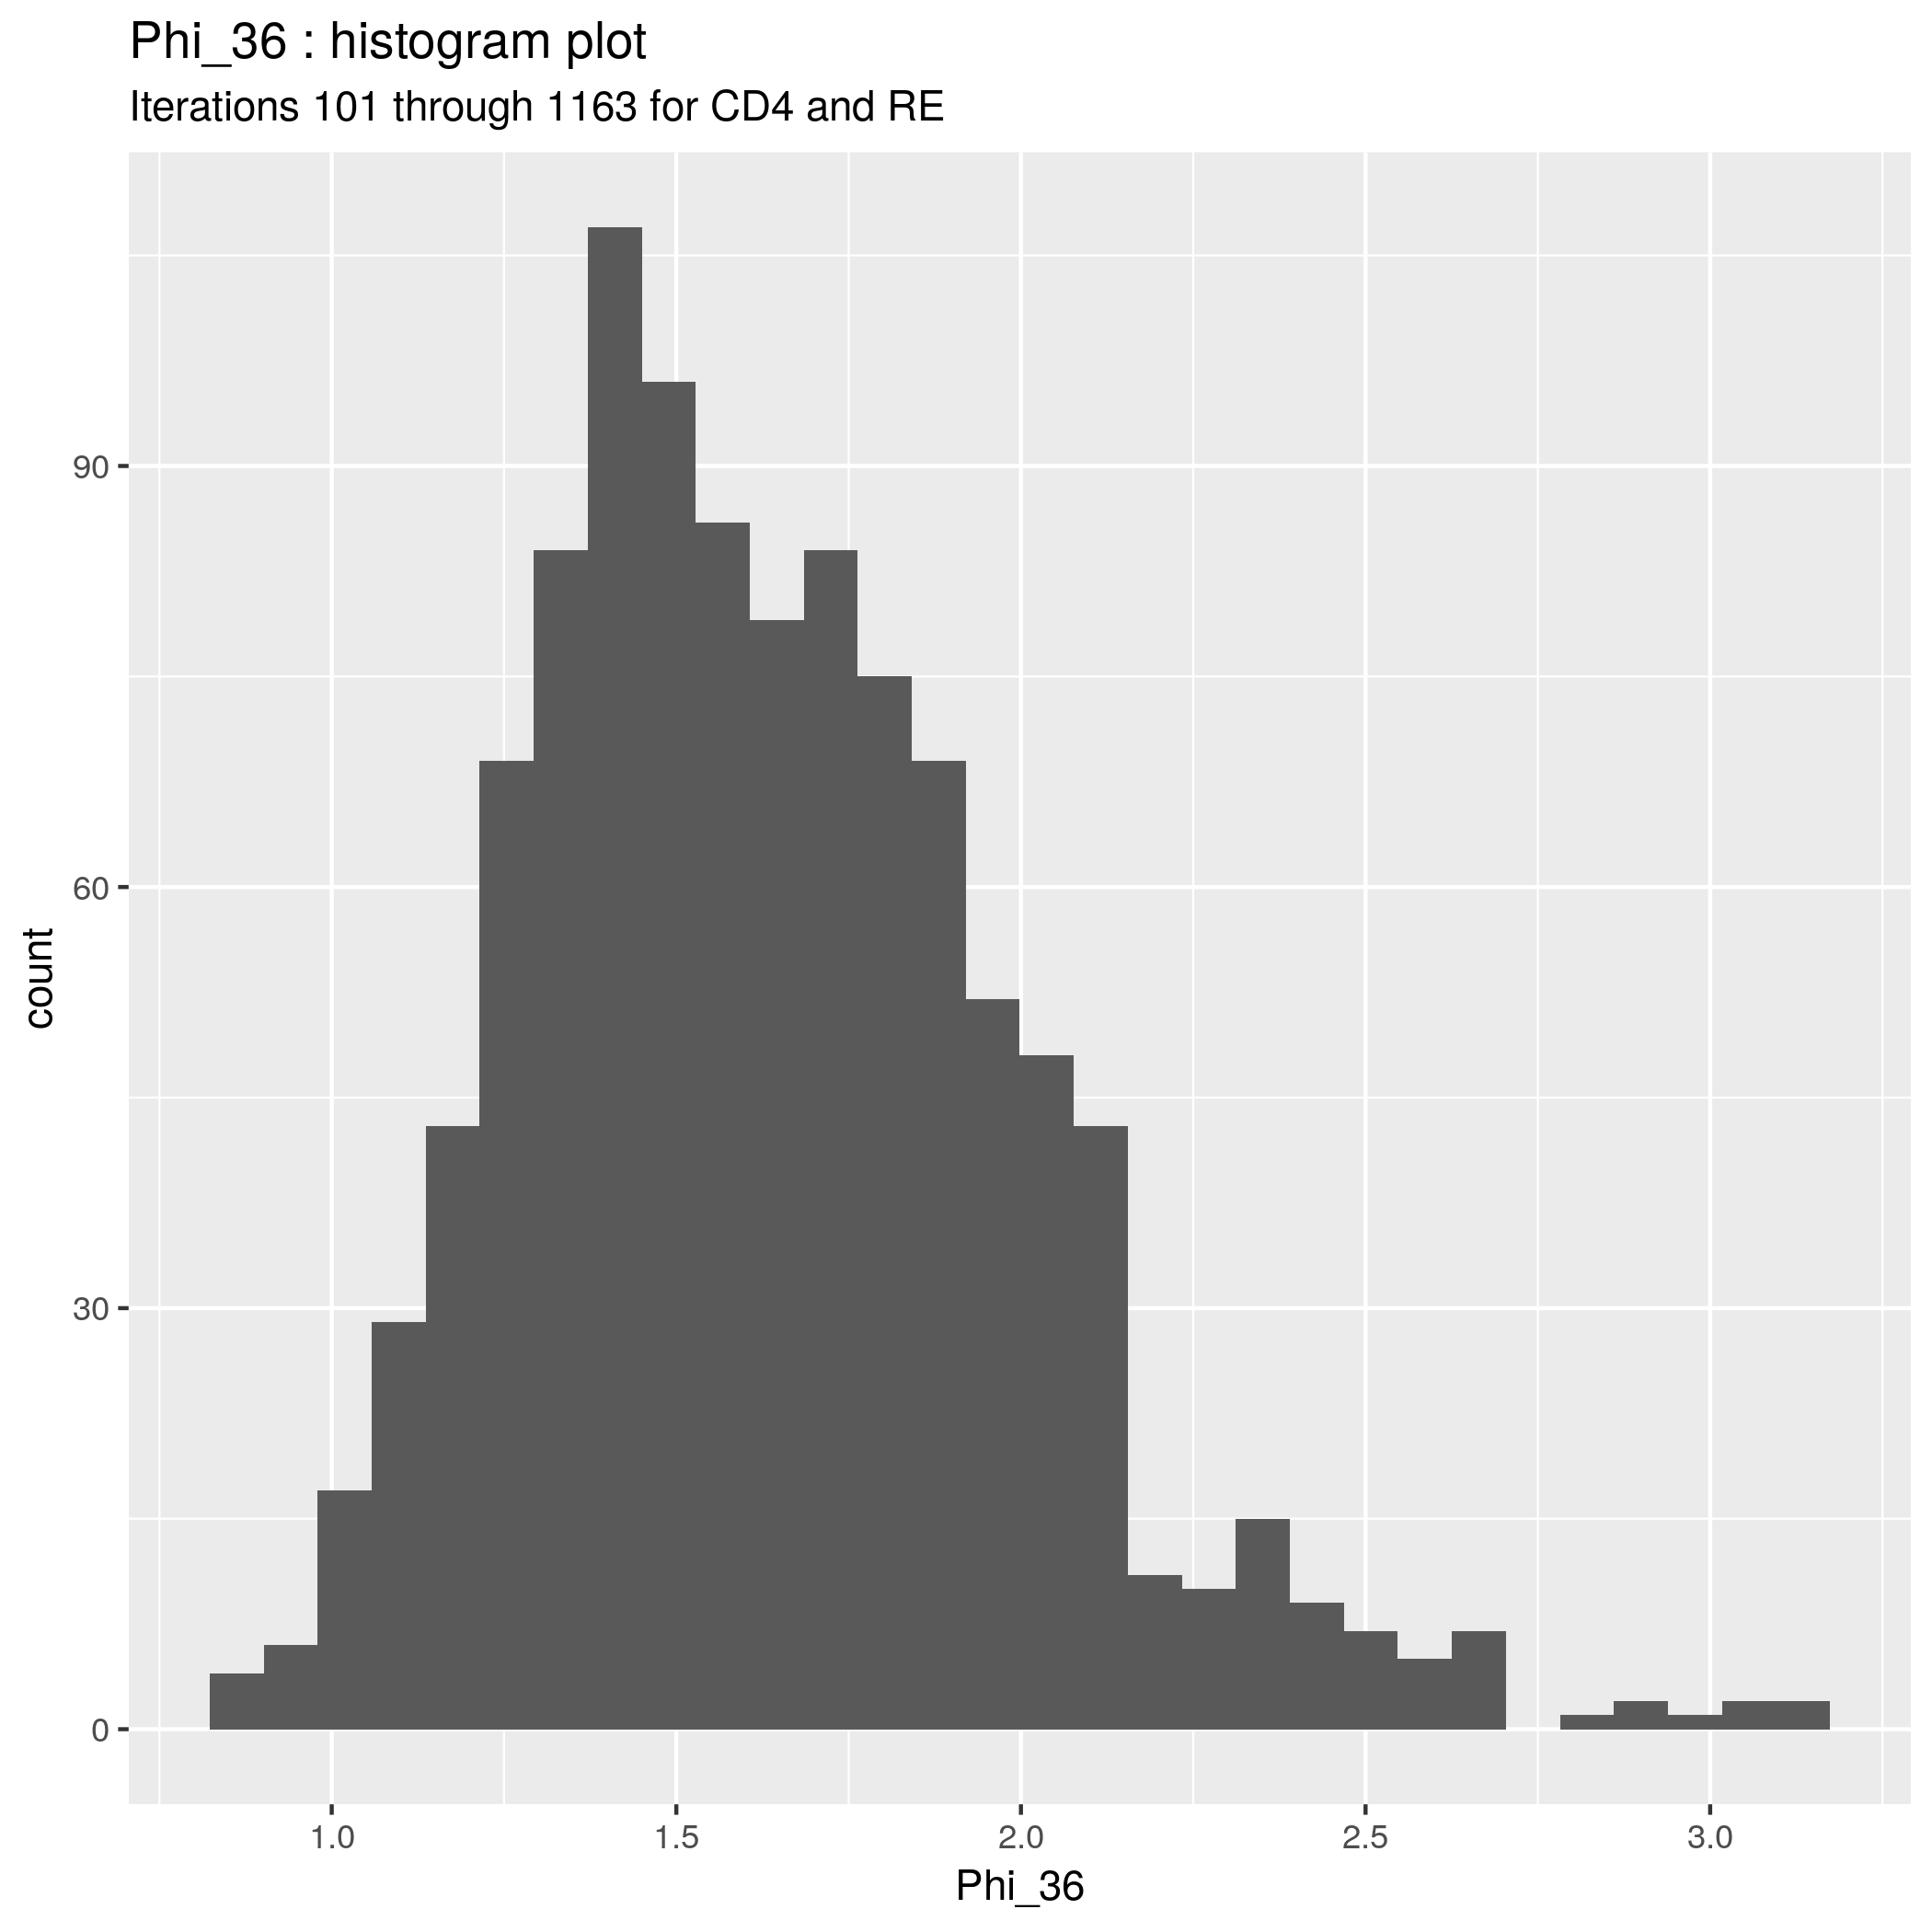 Phi_36 : histogram plot
Iterations 101 through 1163 for CD4 and RE
count
90
60
30
0
1.0 1.5 2.0 2.5 3.0
Phi_36